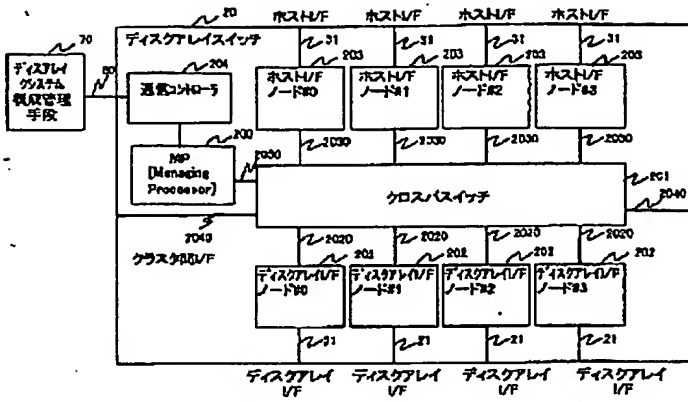 20
ホストI/F ホストI/F ホストI/F ホストI/F
70
ディスクアレイスイッチ
31 31 31 31
ディスアレイ
クシステム
構成管理
手段
80
204
203 203 203 203
通信コントローラ
ホストI/F
ノード#0
ホストI/F
ノード#1
ホストI/F
ノード#2
ホストI/F
ノード#3
200
MP
[Managing
Processor]
2050
2030 2030 2030 2030
クロスバスイッチ
201
2040
2040
クラスタ間I/F
2020 2020 2020 2020
202 202 202
ディスクアレイI/F
ノード#0
ディスクアレイI/F
ノード#1
ディスクアレイI/F
ノード#2
ディスクアレイI/F
ノード#3
21 21 21 21
ディスクアレイ
I/F
ディスクアレイ
I/F
ディスクアレイ
I/F
ディスクアレイ
I/F